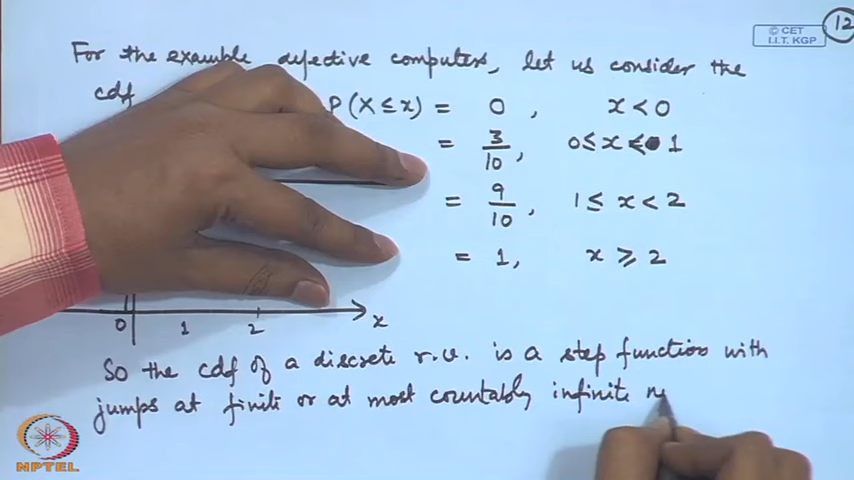 12
© CET
I.I.T. KGP
For the example defective computers, let us consider the
cdf P(X ≤ x) = 0, x < 0
= 3/10, 0 ≤ x < 1
= 9/10, 1 ≤ x < 2
= 1, x ≥ 2
0 1 2 x
So the cdf of a discrete r.v. is a step function with
jumps at finite or at most countably infinite
NPTEL